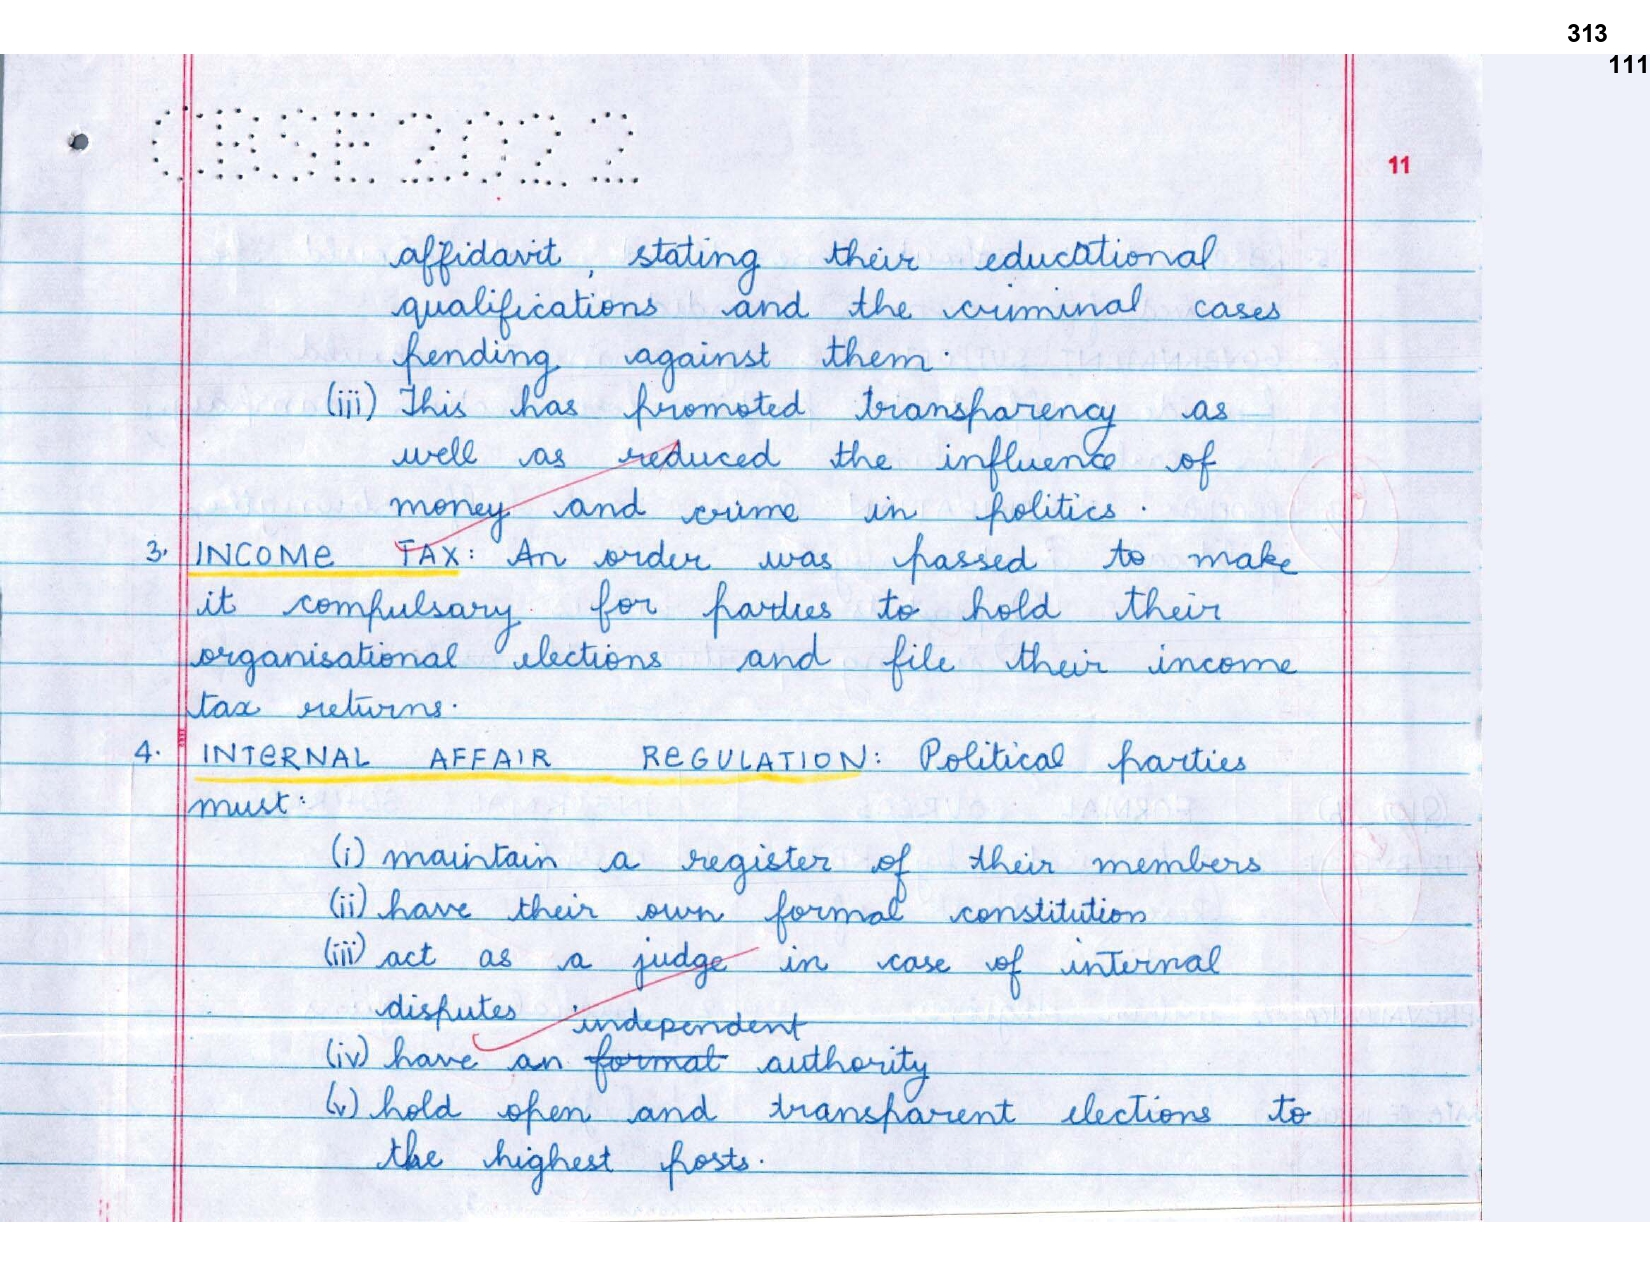 313
111
CBSE2022
11
affidavit, stating their educational
qualifications and the criminal cases
pending against them.
(iii) This has promoted transparency as
well as reduced the influence of
money and crime in politics.
3. INCOME TAX: An order was passed to make
it compulsary for parties to hold their
organisational elections and file their income
tax returns.
4. INTERNAL AFFAIR REGULATION: Political parties
must:
(i) maintain a register of their members
(ii) have their own formal constitution
(iii) act as a judge in case of internal
disputes
independent
(iv) have an formal authority
(v) hold open and transparent elections to
the highest posts.